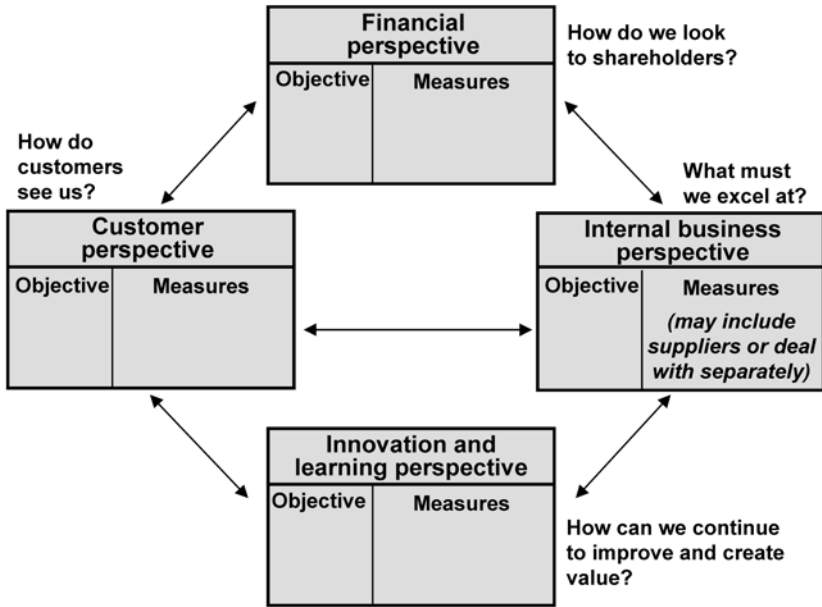 Financial
perspective
How do we look
to shareholders?
Objective
Measures
How do
customers
see us?
What must
we excel at?
Customer
perspective
Internal business
perspective
Objective
Measures
Objective
Measures
(may include
suppliers or deal
with separately)
Innovation and
learning perspective
Objective
Measures
How can we continue
to improve and create
value?